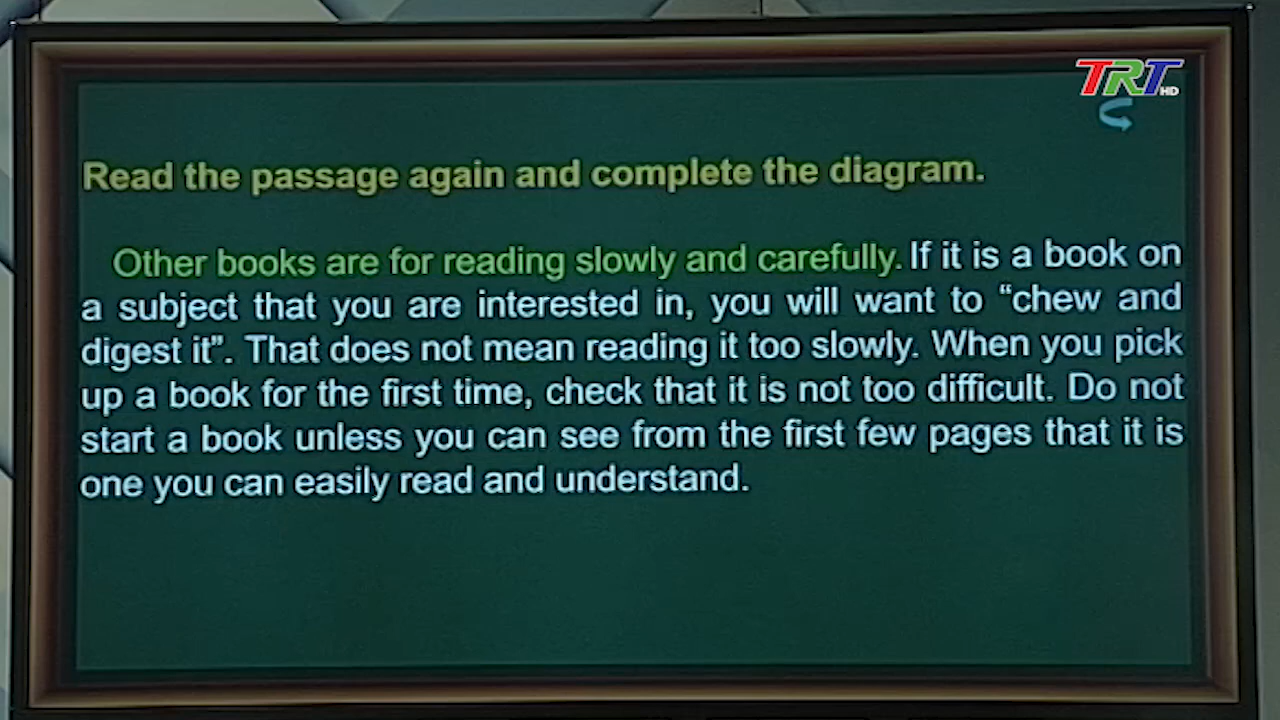 TRT HD
Read the passage again and complete the diagram.
Other books are for reading slowly and carefully. If it is a book on
a subject that you are interested in, you will want to “chew and
digest it”. That does not mean reading it too slowly. When you pick
up a book for the first time, check that it is not too difficult. Do not
start a book unless you can see from the first few pages that it is
one you can easily read and understand.